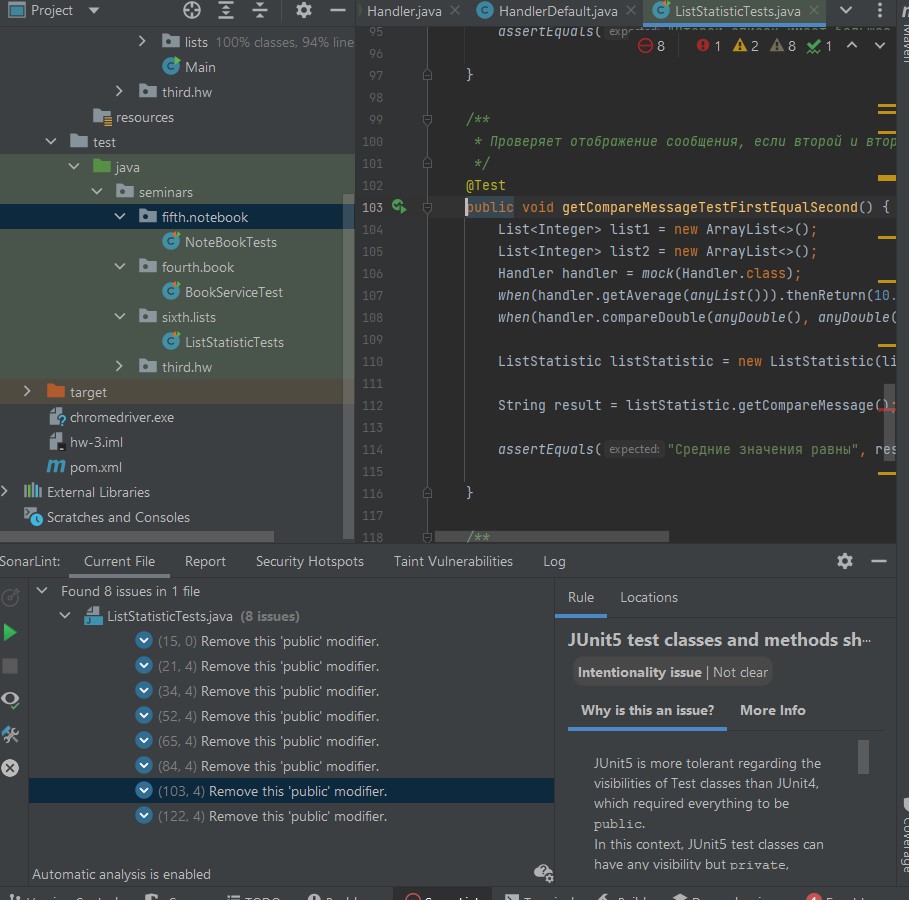 Project
Handler.java
HandlerDefault.java
ListStatisticTests.java
lists 100% classes, 94% line
Main
third.hw
resources
test
java
seminars
fifth.notebook
NoteBookTests
fourth.book
BookServiceTest
sixth.lists
ListStatisticTests
third.hw
target
chromedriver.exe
hw-3.iml
pom.xml
External Libraries
Scratches and Consoles
8 1 2 8 1
95 assertEquals( expected:
96
97 }
98
99 /**
100 * Проверяет отображение сообщения, если второй и втор
101 */
102 @Test
103 public void getCompareMessageTestFirstEqualSecond() {
104 List<Integer> list1 = new ArrayList<>();
105 List<Integer> list2 = new ArrayList<>();
106 Handler handler = mock(Handler.class);
107 when(handler.getAverage(anyList())).thenReturn(10.
108 when(handler.compareDouble(anyDouble(), anyDouble(
109
110 ListStatistic listStatistic = new ListStatistic(li
111
112 String result = listStatistic.getCompareMessage();
113
114 assertEquals( expected: "Средние значения равны", res
115
116 }
117
118 /**
Maven
SonarLint:
Current File
Report
Security Hotspots
Taint Vulnerabilities
Log
Found 8 issues in 1 file
ListStatisticTests.java (8 issues)
(15, 0) Remove this 'public' modifier.
(21, 4) Remove this 'public' modifier.
(34, 4) Remove this 'public' modifier.
(52, 4) Remove this 'public' modifier.
(65, 4) Remove this 'public' modifier.
(84, 4) Remove this 'public' modifier.
(103, 4) Remove this 'public' modifier.
(122, 4) Remove this 'public' modifier.
Automatic analysis is enabled
Rule
Locations
JUnit5 test classes and methods sh...
Intentionality issue | Not clear
Why is this an issue?
More Info
JUnit5 is more tolerant regarding the
visibilities of Test classes than JUnit4,
which required everything to be
public.
In this context, JUnit5 test classes can
have any visibility but private,
Coverage